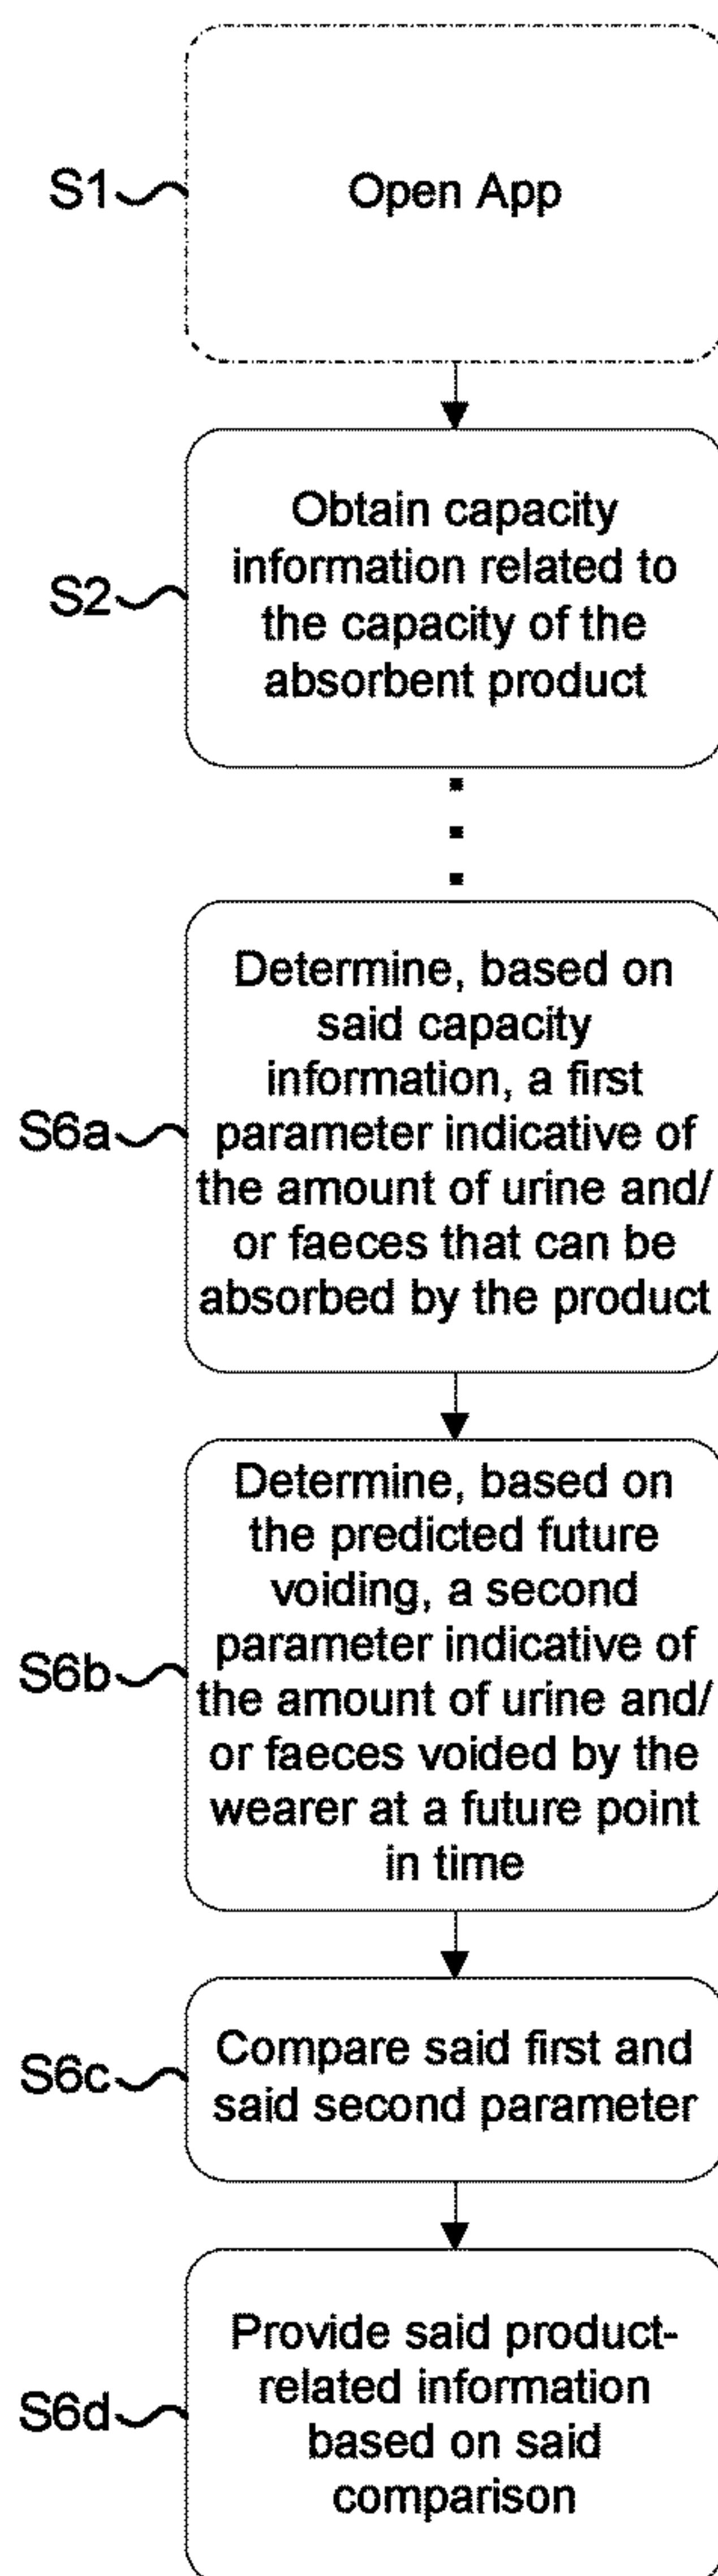 S1
Open App
S2
Obtain capacity
information related to
the capacity of the
absorbent product
S6a
Determine, based on
said capacity
information, a first
parameter indicative of
the amount of urine and/
or faeces that can be
absorbed by the product
S6b
Determine, based on
the predicted future
voiding, a second
parameter indicative of
the amount of urine and/
or faeces voided by the
wearer at a future point
in time
S6c
Compare said first and
said second parameter
S6d
Provide said product-
related information
based on said
comparison